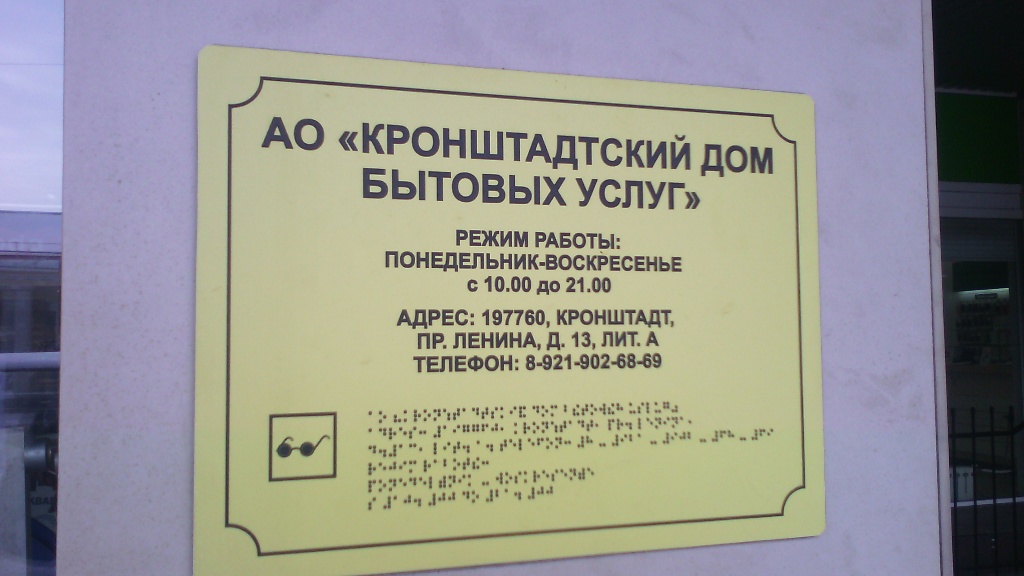 АО «КРОНШТАДТСКИЙ ДОМ
БЫТОВЫХ УСЛУГ»
РЕЖИМ РАБОТЫ:
ПОНЕДЕЛЬНИК-ВОСКРЕСЕНЬЕ
с 10.00 до 21.00
АДРЕС: 197760, КРОНШТАДТ,
ПР. ЛЕНИНА, Д. 13, ЛИТ. А
ТЕЛЕФОН: 8-921-902-68-69